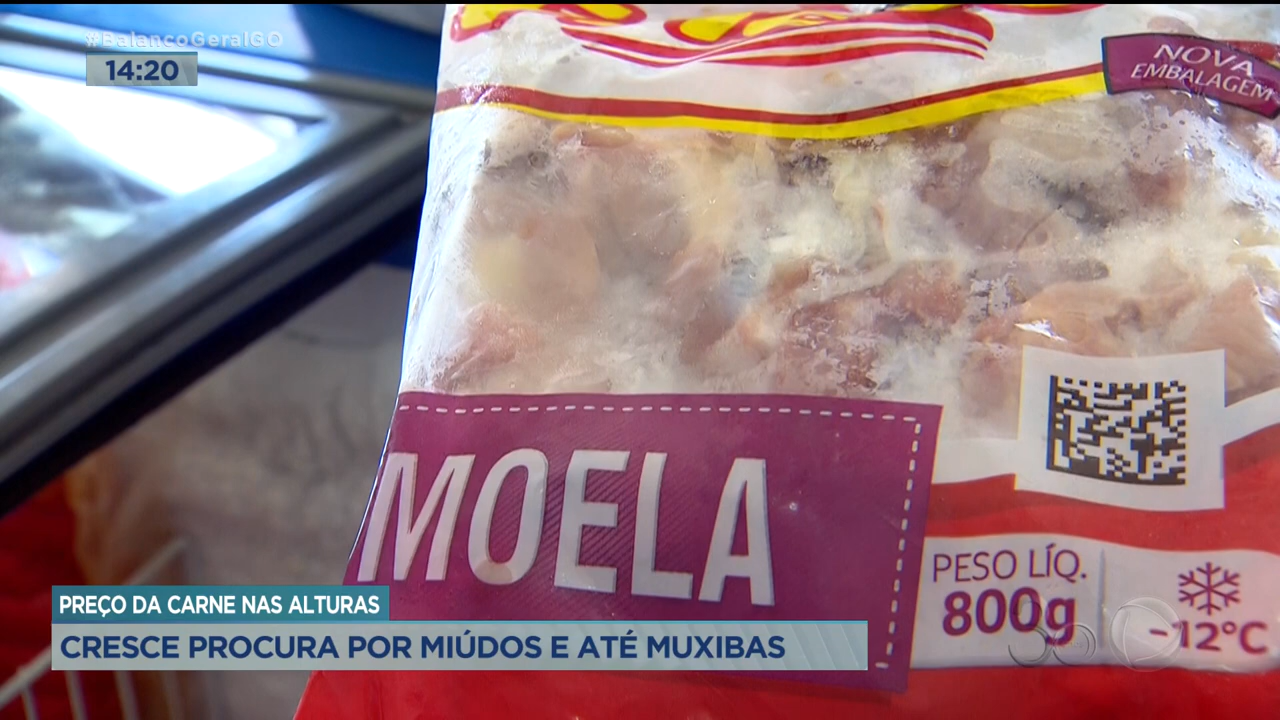 #BalançoGeralGO
14:20
NOVA
EMBALAGEM
MOELA
PESO LÍQ.
800g
-12°C
PREÇO DA CARNE NAS ALTURAS
CRESCE PROCURA POR MIÚDOS E ATÉ MUXIBAS